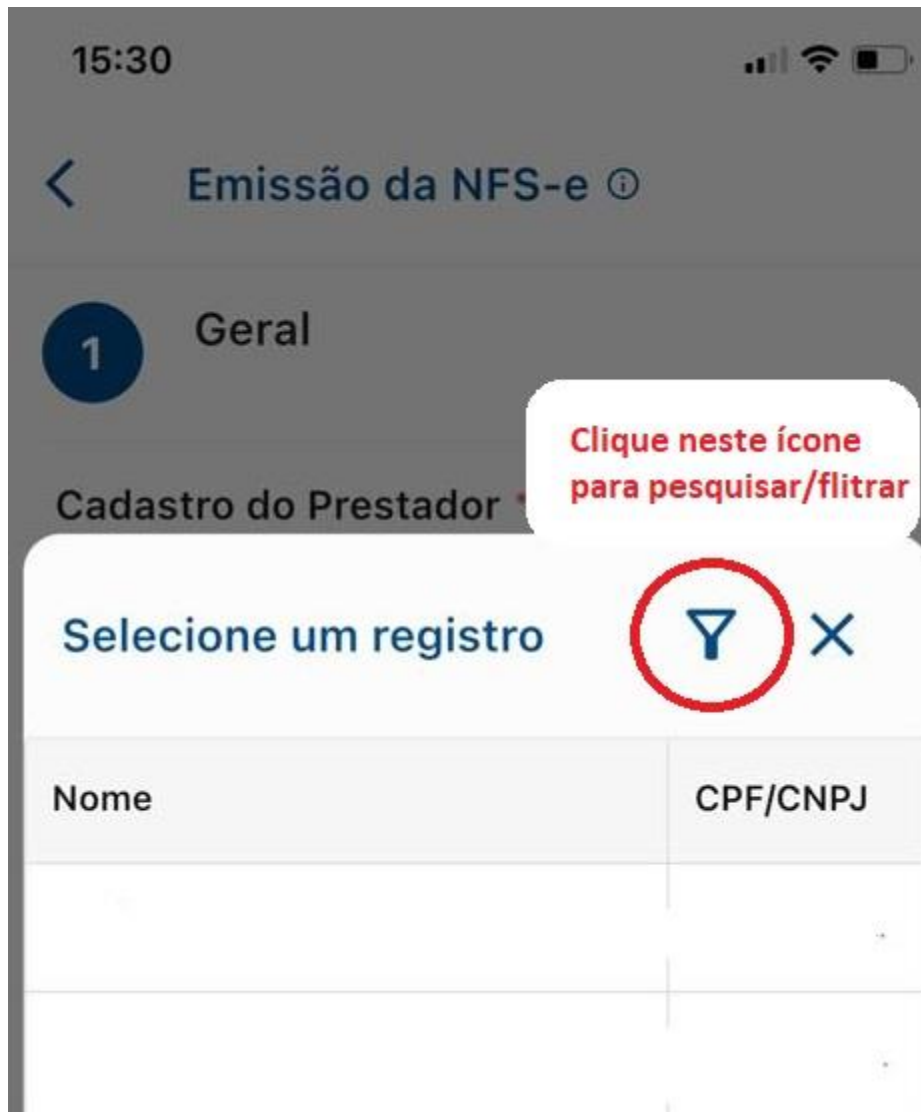 15:30
Emissão da NFS-e
1
Geral
Clique neste ícone
para pesquisar/flitrar
Cadastro do Prestador *
Selecione um registro
Nome
CPF/CNPJ